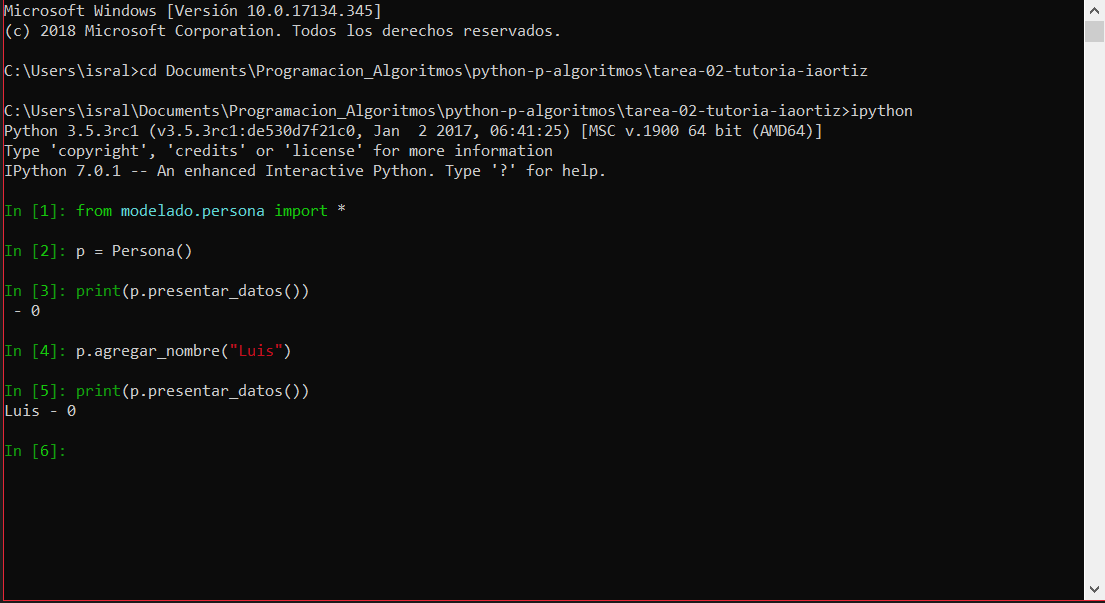 Microsoft Windows [Versión 10.0.17134.345]
(c) 2018 Microsoft Corporation. Todos los derechos reservados.
C:\Users\isral>cd Documents\Programacion_Algoritmos\python-p-algoritmos\tarea-02-tutoria-iaortiz
C:\Users\isral\Documents\Programacion_Algoritmos\python-p-algoritmos\tarea-02-tutoria-iaortiz>ipython
Python 3.5.3rc1 (v3.5.3rc1:de530d7f21c0, Jan  2 2017, 06:41:25) [MSC v.1900 64 bit (AMD64)]
Type 'copyright', 'credits' or 'license' for more information
IPython 7.0.1 -- An enhanced Interactive Python. Type '?' for help.
In [1]: from modelado.persona import *
In [2]: p = Persona()
In [3]: print(p.presentar_datos())
 - 0
In [4]: p.agregar_nombre("Luis")
In [5]: print(p.presentar_datos())
Luis - 0
In [6]: